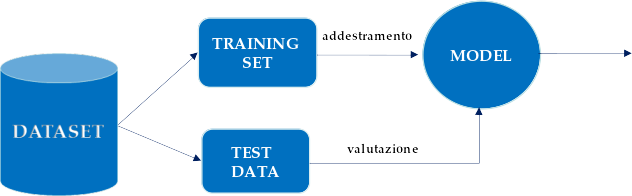 DATASET
TRAINING
SET
addestramento
MODEL
TEST
DATA
valutazione